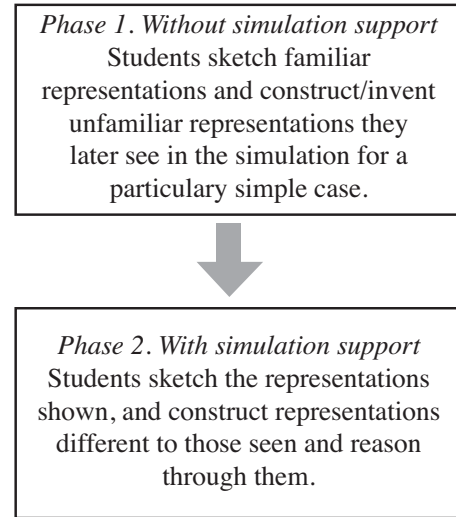 Phase 1. Without simulation support
Students sketch familiar
representations and construct/invent
unfamiliar representations they
later see in the simulation for a
particulary simple case.
Phase 2. With simulation support
Students sketch the representations
shown, and construct representations
different to those seen and reason
through them.